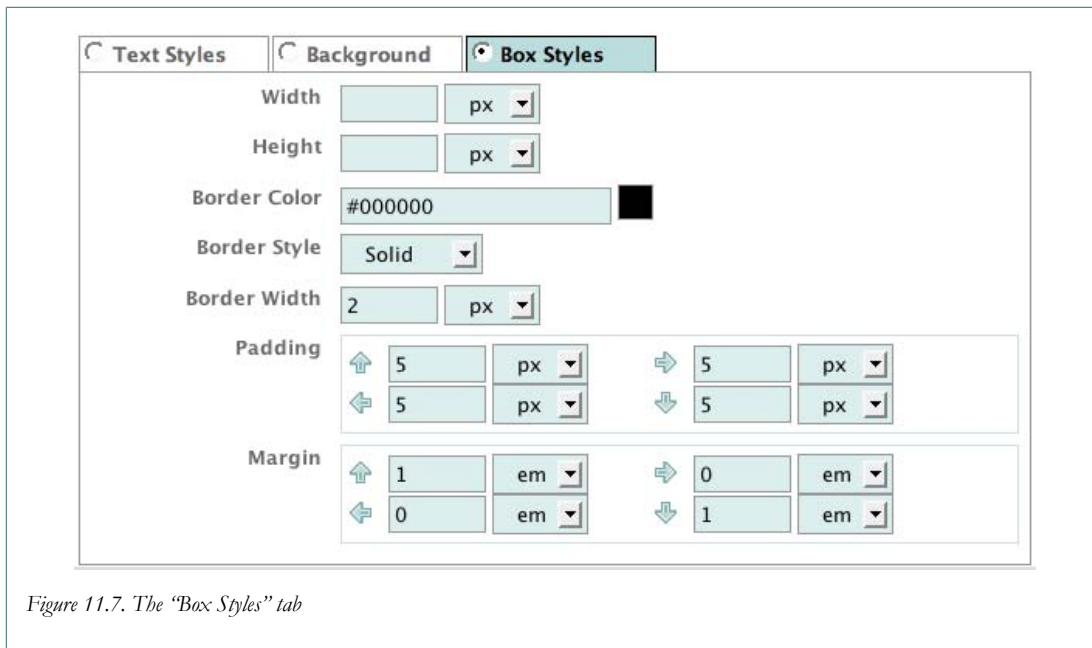 Text Styles Background Box Styles
Width px
Height px
Border Color #000000
Border Style Solid
Border Width 2 px
Padding 5 px 5 px
5 px 5 px
Margin 1 em 0 em
0 em 1 em
Figure 11.7. The “Box Styles” tab